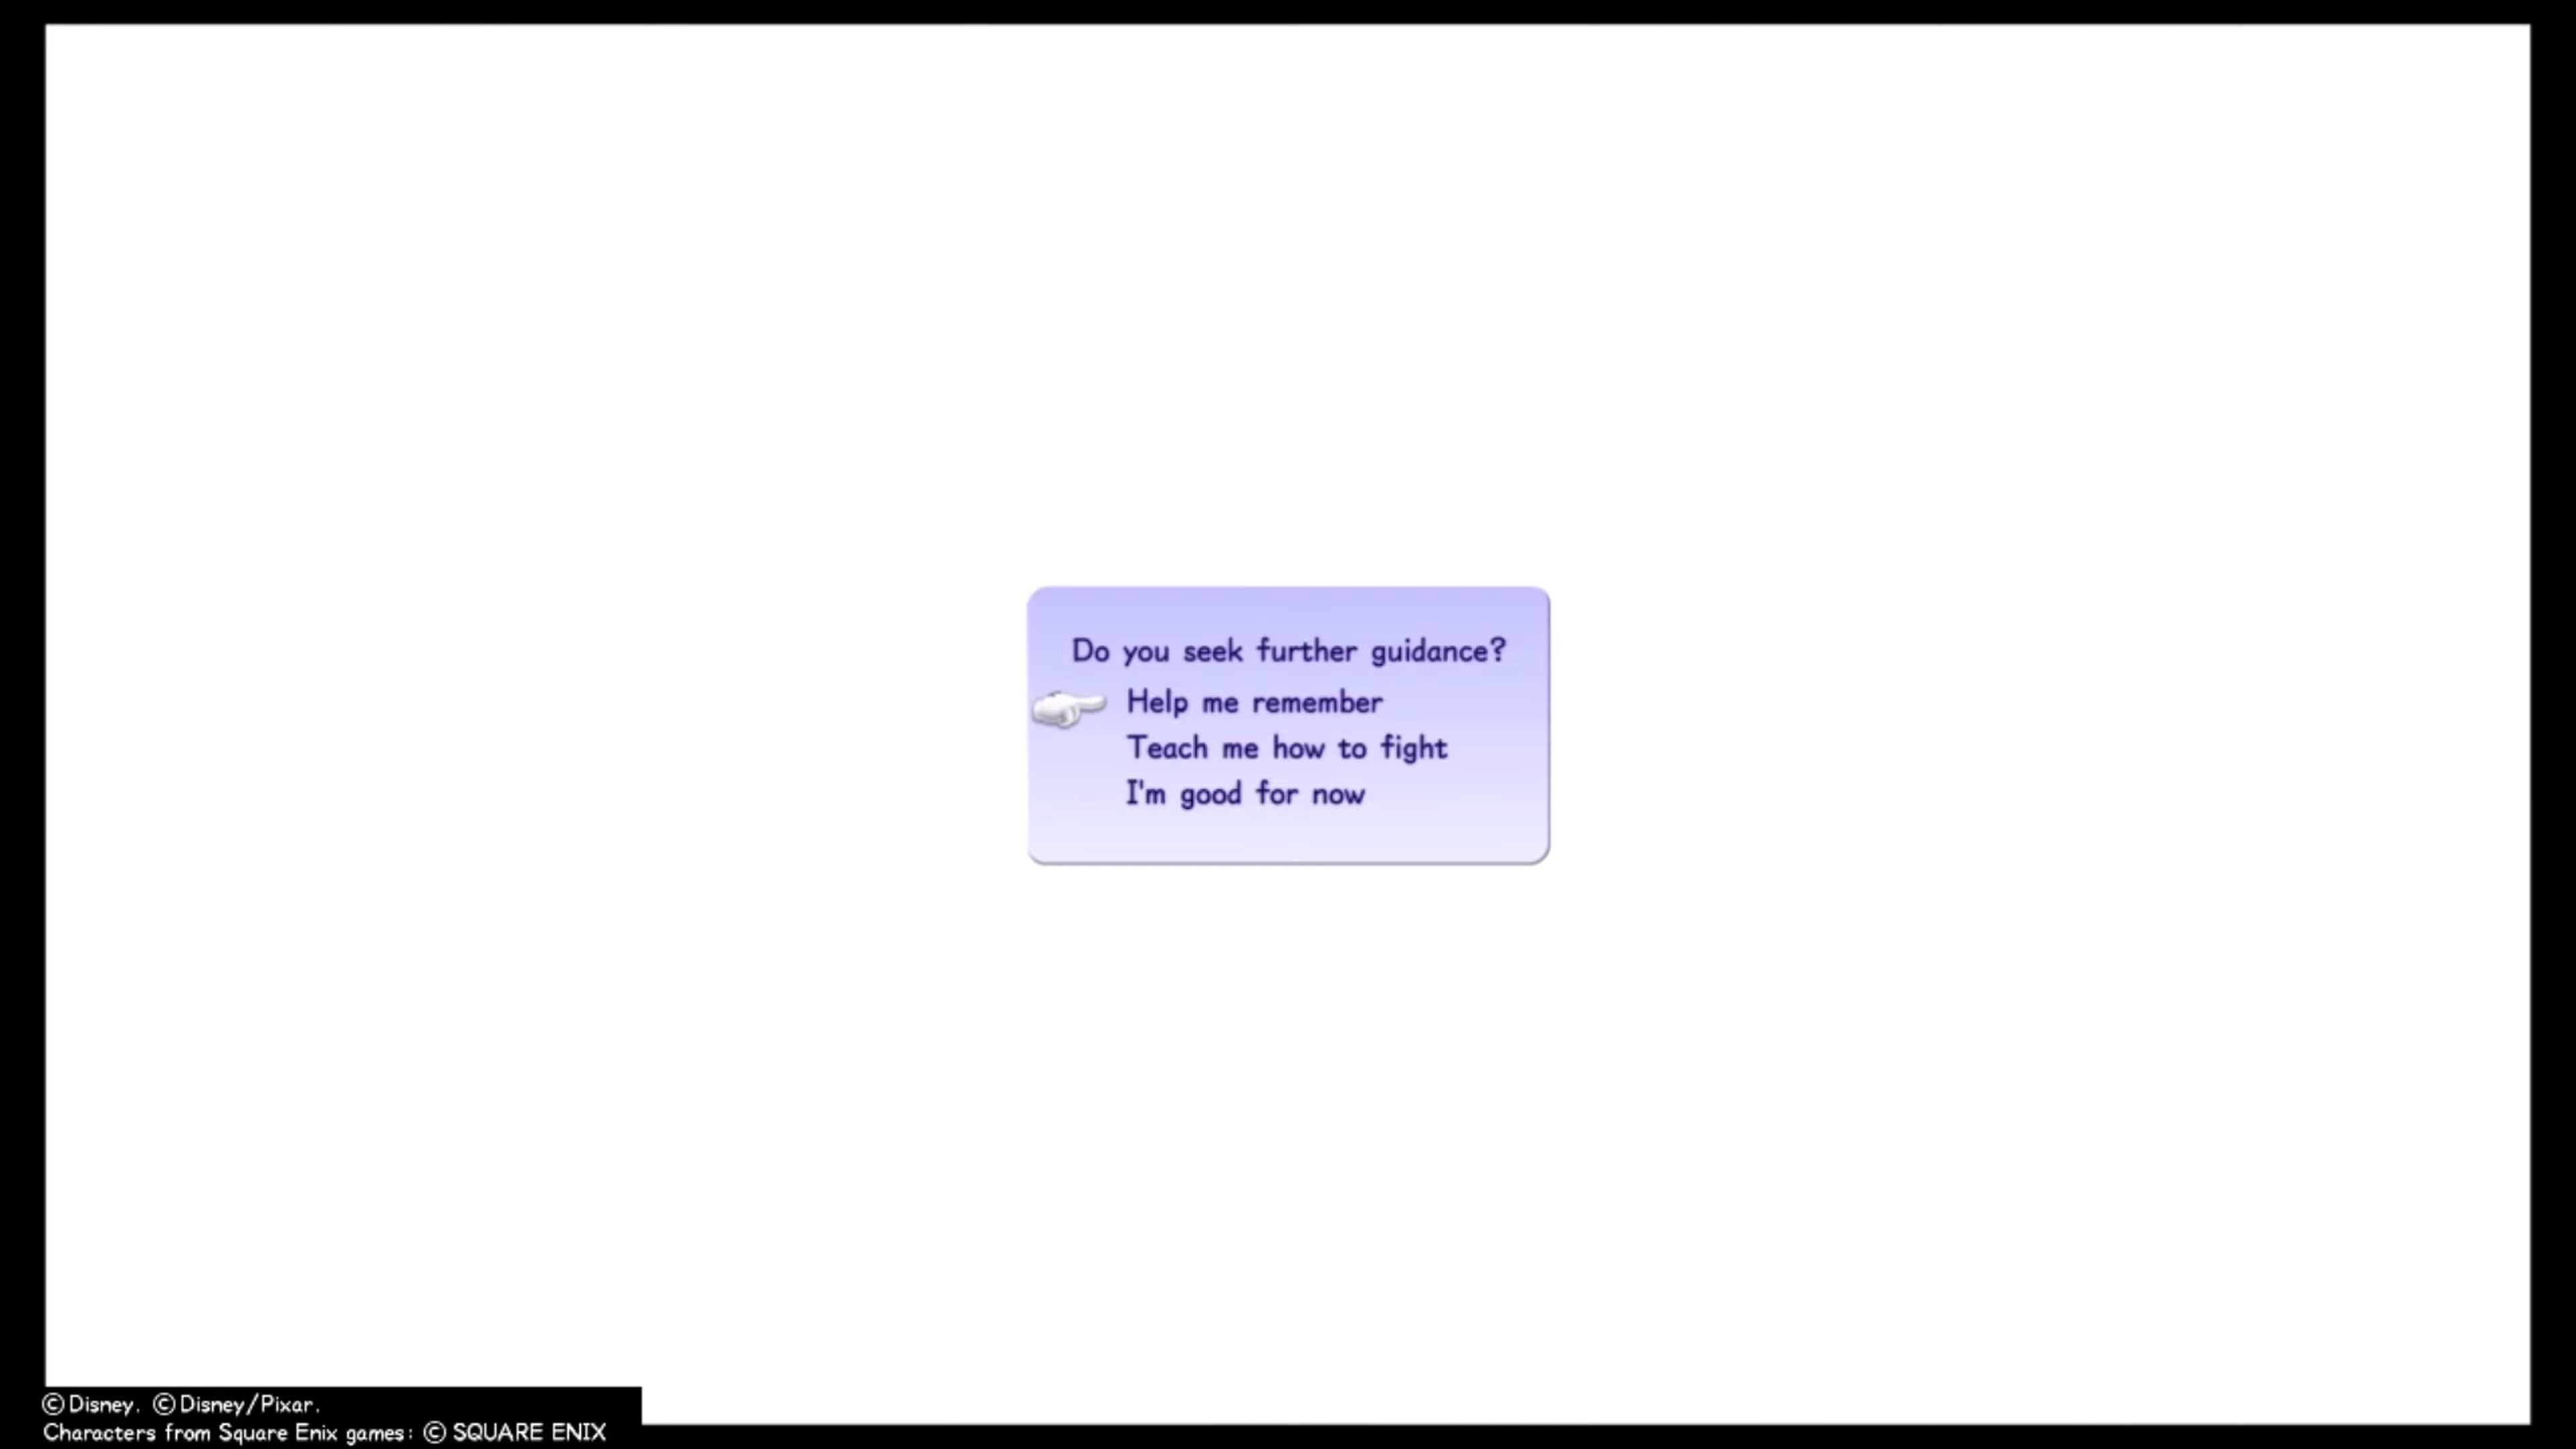 Do you seek further guidance?
Help me remember
Teach me how to fight
I'm good for now
©Disney. ©Disney/Pixar.
Characters from Square Enix games: © SQUARE ENIX